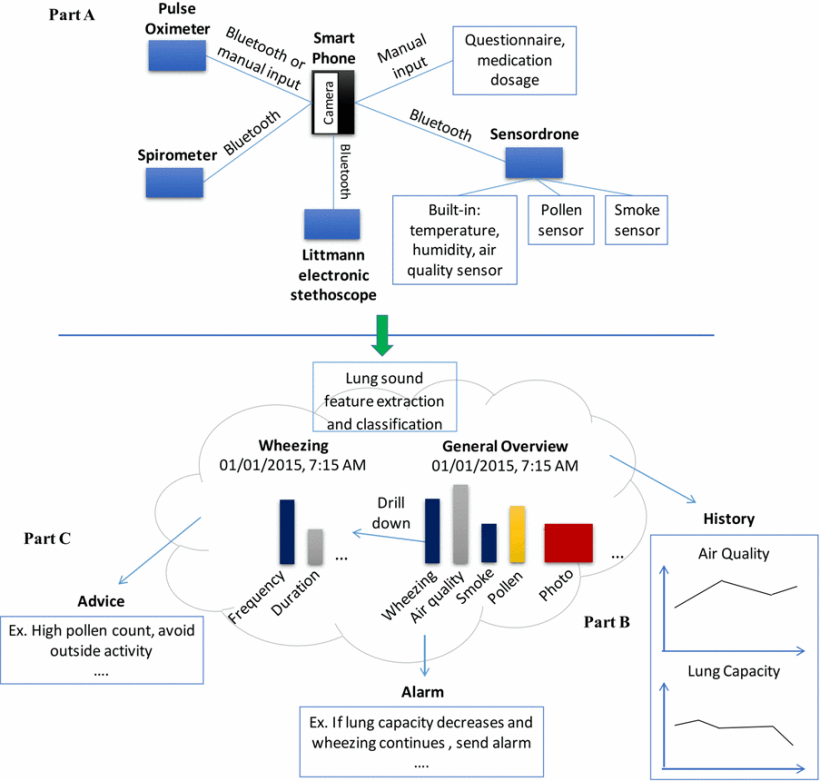 Part A
Pulse
Oximeter
Bluetooth or
manual input
Smart
Phone
Camera
Manual
input
Questionnaire,
medication
dosage
Bluetooth
Spirometer
Bluetooth
Bluetooth
Sensordrone
Built-in:
temperature,
humidity, air
quality sensor
Pollen
sensor
Smoke
sensor
Littmann
electronic
stethoscope
Lung sound
feature extraction
and classification
Wheezing
01/01/2015, 7:15 AM
General Overview
01/01/2015, 7:15 AM
Drill
down
...
...
Frequency
Duration
Wheezing
Air quality
Smoke
Pollen
Photo
Part C
Part B
Advice
Ex. High pollen count, avoid
outside activity
....
Alarm
Ex. If lung capacity decreases and
wheezing continues , send alarm
....
History
Air Quality
Lung Capacity